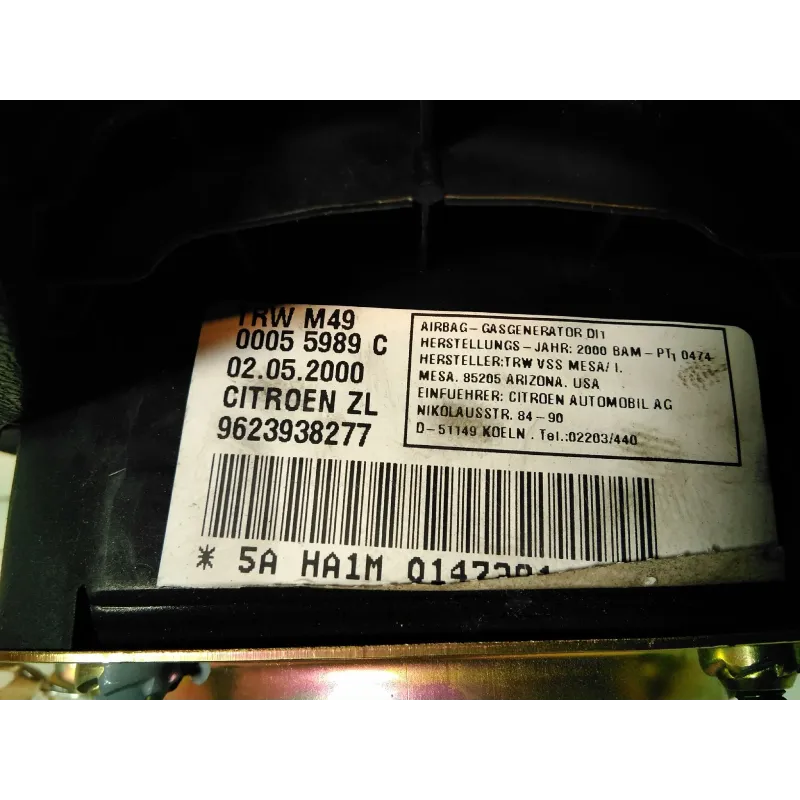 TRW M49
0005 5989 C
02.05.2000
CITROEN ZL
9623938277
AIRBAG-GASGENERATOR DI1
HERSTELLUNGS-JAHR: 2000 BAM-PT1 0474
HERSTELLER:TRW VSS MESA/ I.
MESA. 85205 ARIZONA. USA
EINFUEHRER: CITROEN AUTOMOBIL AG
NIKOLAUSSTR. 84-90
D-51149 KOELN . Tel.:02203/440
* 5A HA1M